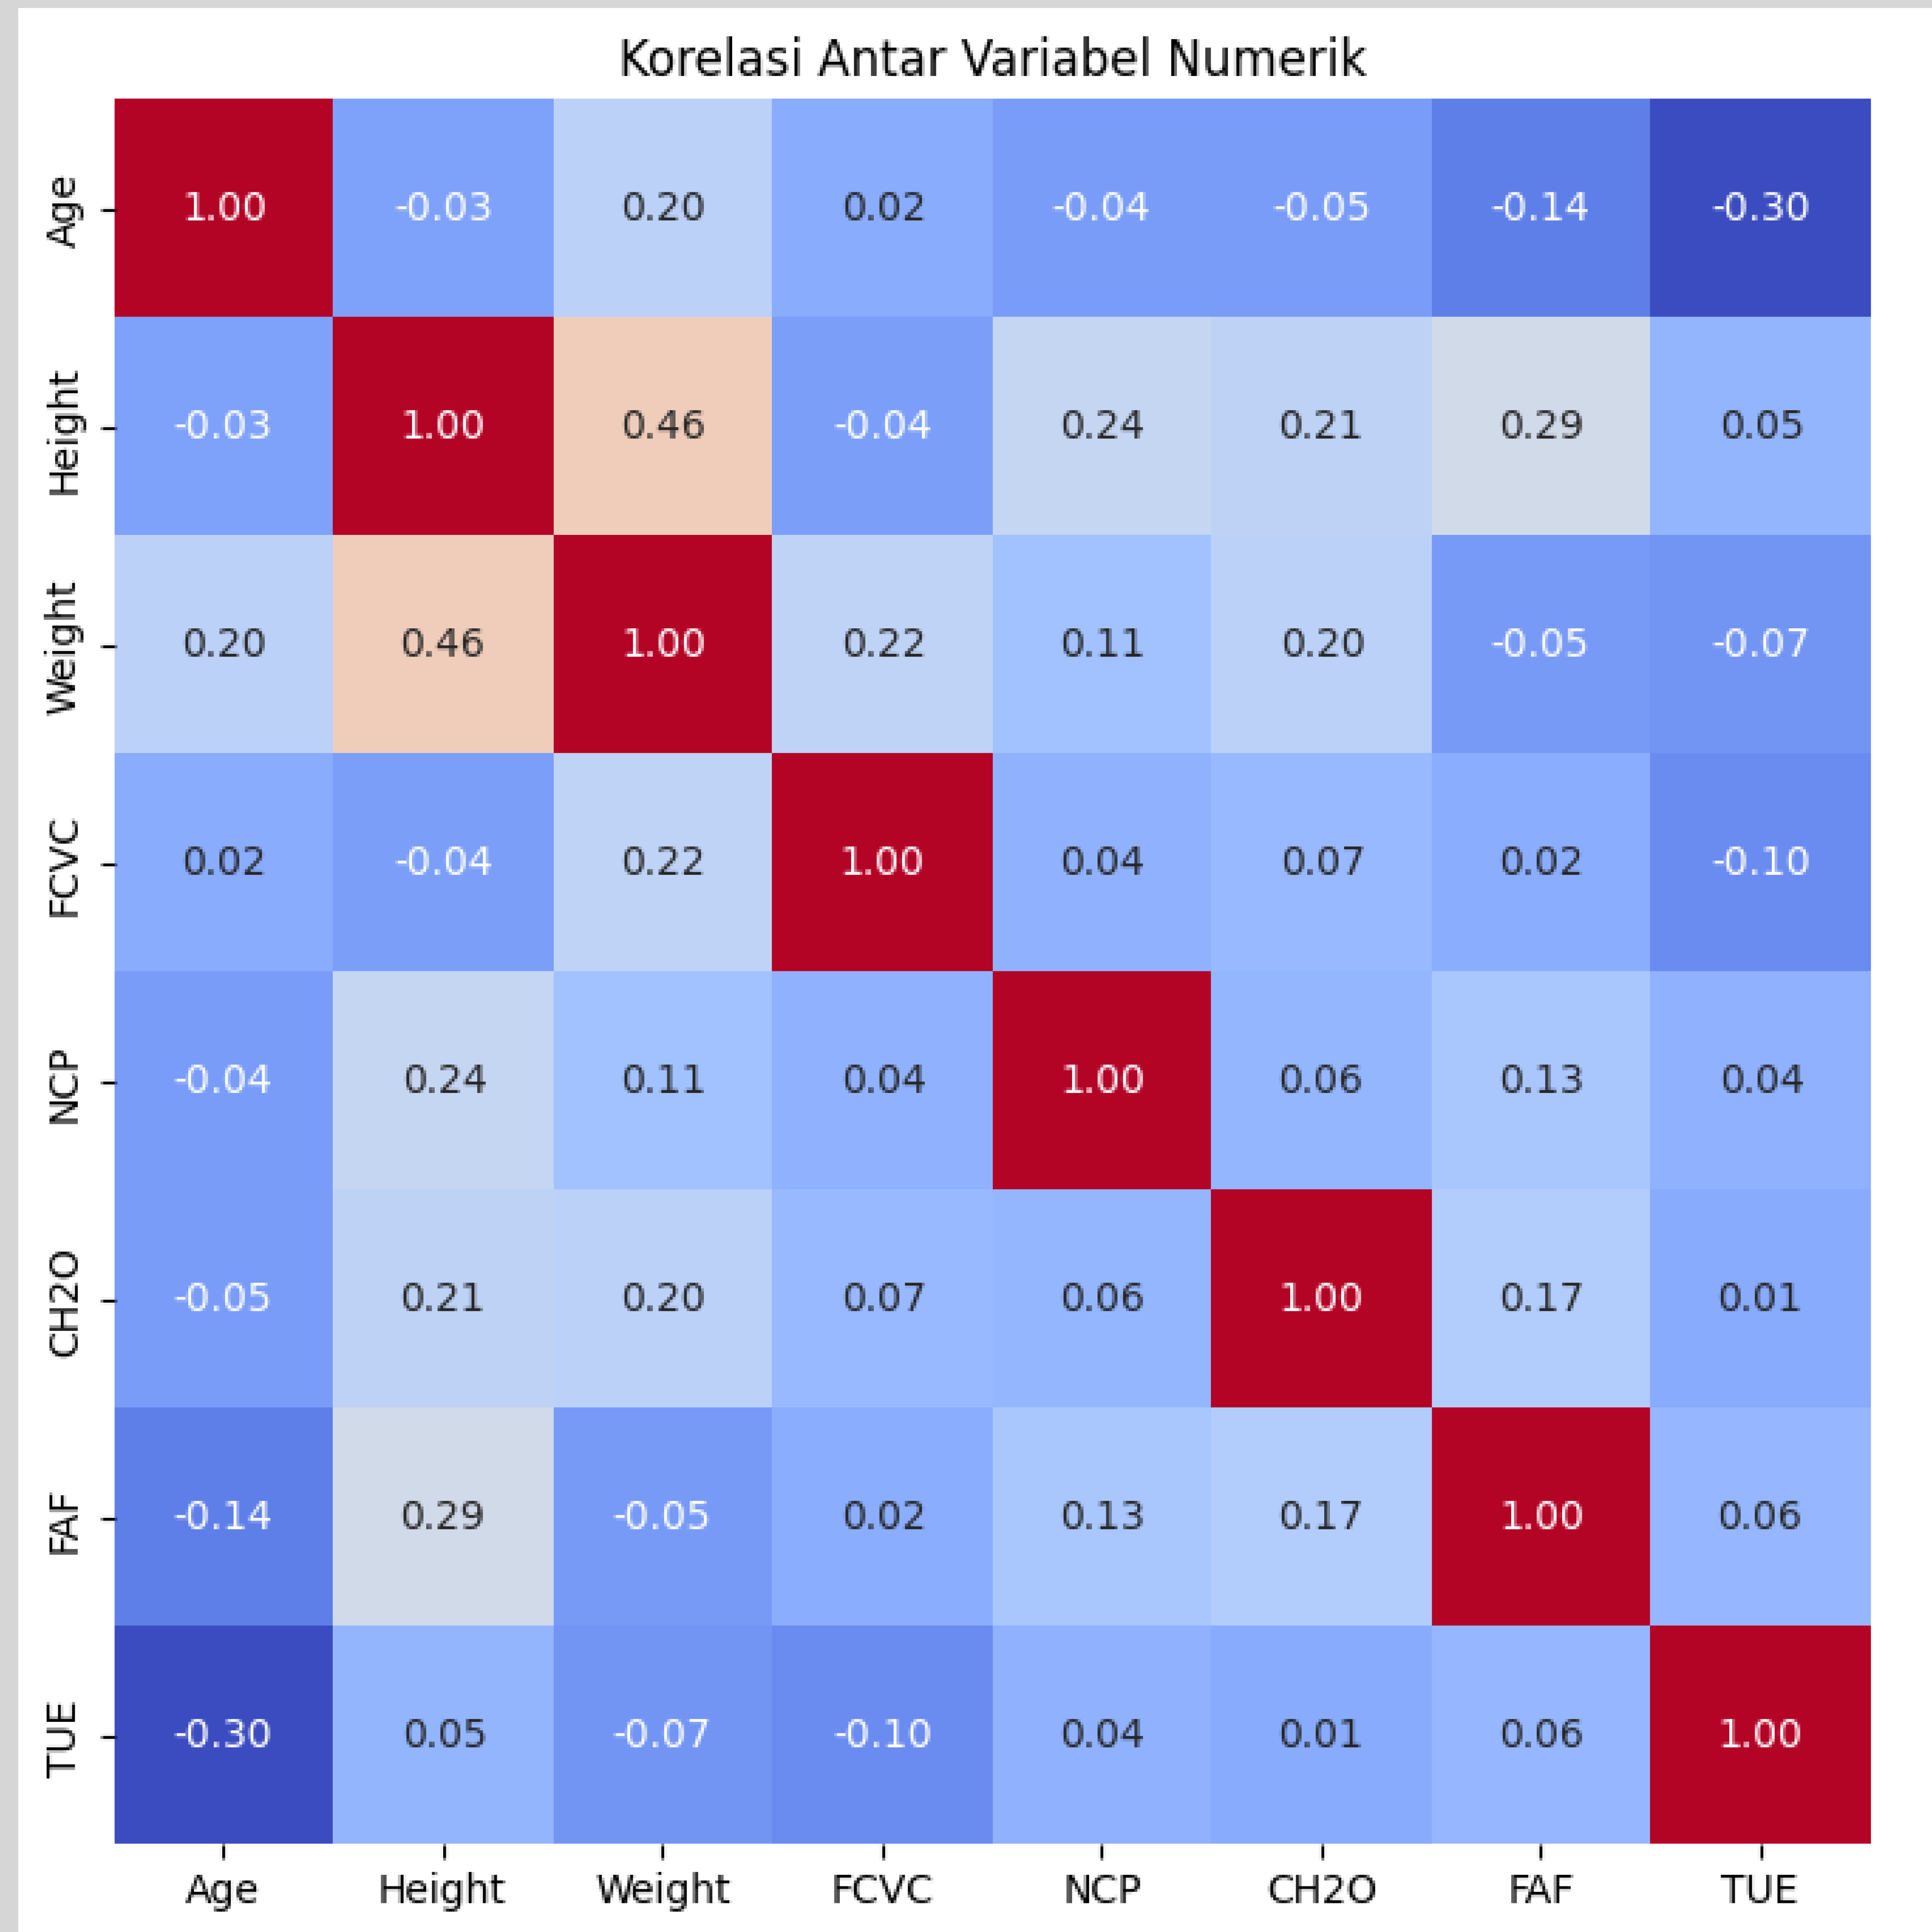 Korelasi Antar Variabel Numerik
Age 1.00 -0.03 0.20 0.02 -0.04 -0.05 -0.14 -0.30
Height -0.03 1.00 0.46 -0.04 0.24 0.21 0.29 0.05
Weight 0.20 0.46 1.00 0.22 0.11 0.20 -0.05 -0.07
FCVC 0.02 -0.04 0.22 1.00 0.04 0.07 0.02 -0.10
NCP -0.04 0.24 0.11 0.04 1.00 0.06 0.13 0.04
CH2O -0.05 0.21 0.20 0.07 0.06 1.00 0.17 0.01
FAF -0.14 0.29 -0.05 0.02 0.13 0.17 1.00 0.06
TUE -0.30 0.05 -0.07 -0.10 0.04 0.01 0.06 1.00
Age Height Weight FCVC NCP CH2O FAF TUE